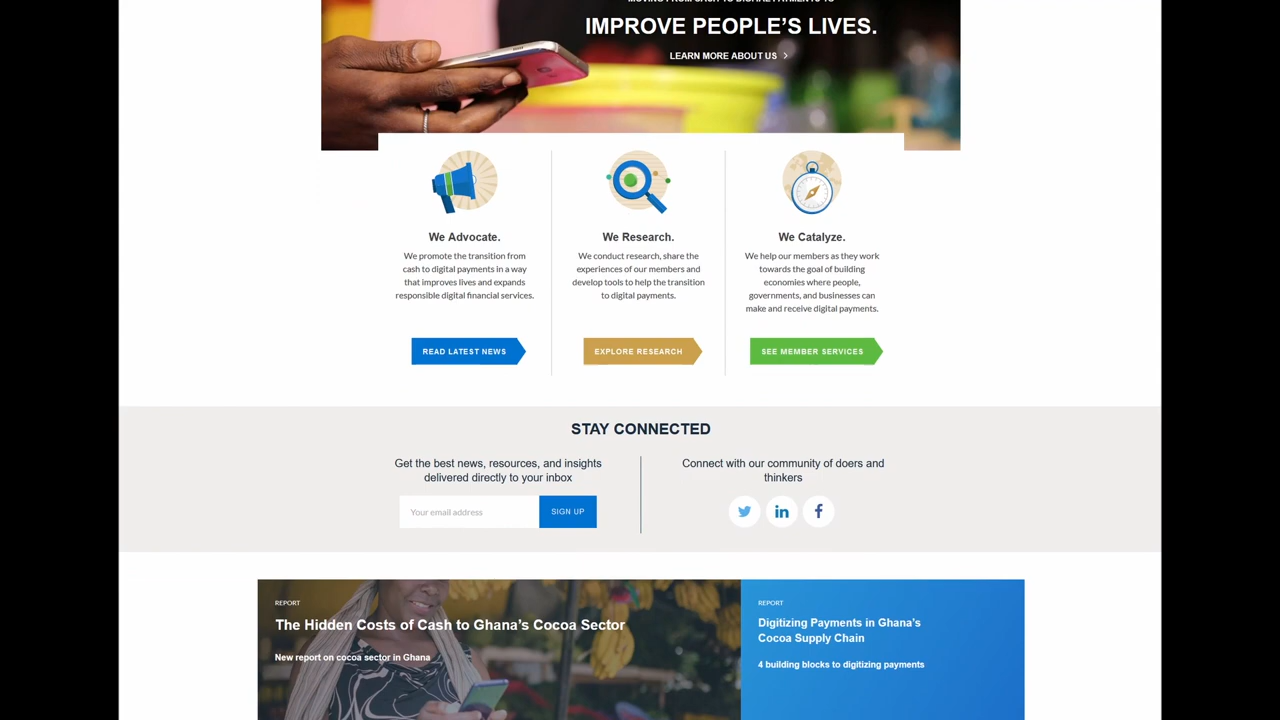 IMPROVE PEOPLE'S LIVES.
LEARN MORE ABOUT US
We Advocate.
We promote the transition from
cash to digital payments in a way
that improves lives and expands
responsible digital financial services.
READ LATEST NEWS
We Research.
We conduct research, share the
experiences of our members and
develop tools to help the transition
to digital payments.
EXPLORE RESEARCH
We Catalyze.
We help our members as they work
towards the goal of building
economies where people,
governments, and businesses can
make and receive digital payments.
SEE MEMBER SERVICES
STAY CONNECTED
Get the best news, resources, and insights
delivered directly to your inbox
Your email address
SIGN UP
Connect with our community of doers and
thinkers
REPORT
The Hidden Costs of Cash to Ghana's Cocoa Sector
New report on cocoa sector in Ghana
REPORT
Digitizing Payments in Ghana's
Cocoa Supply Chain
4 building blocks to digitizing payments